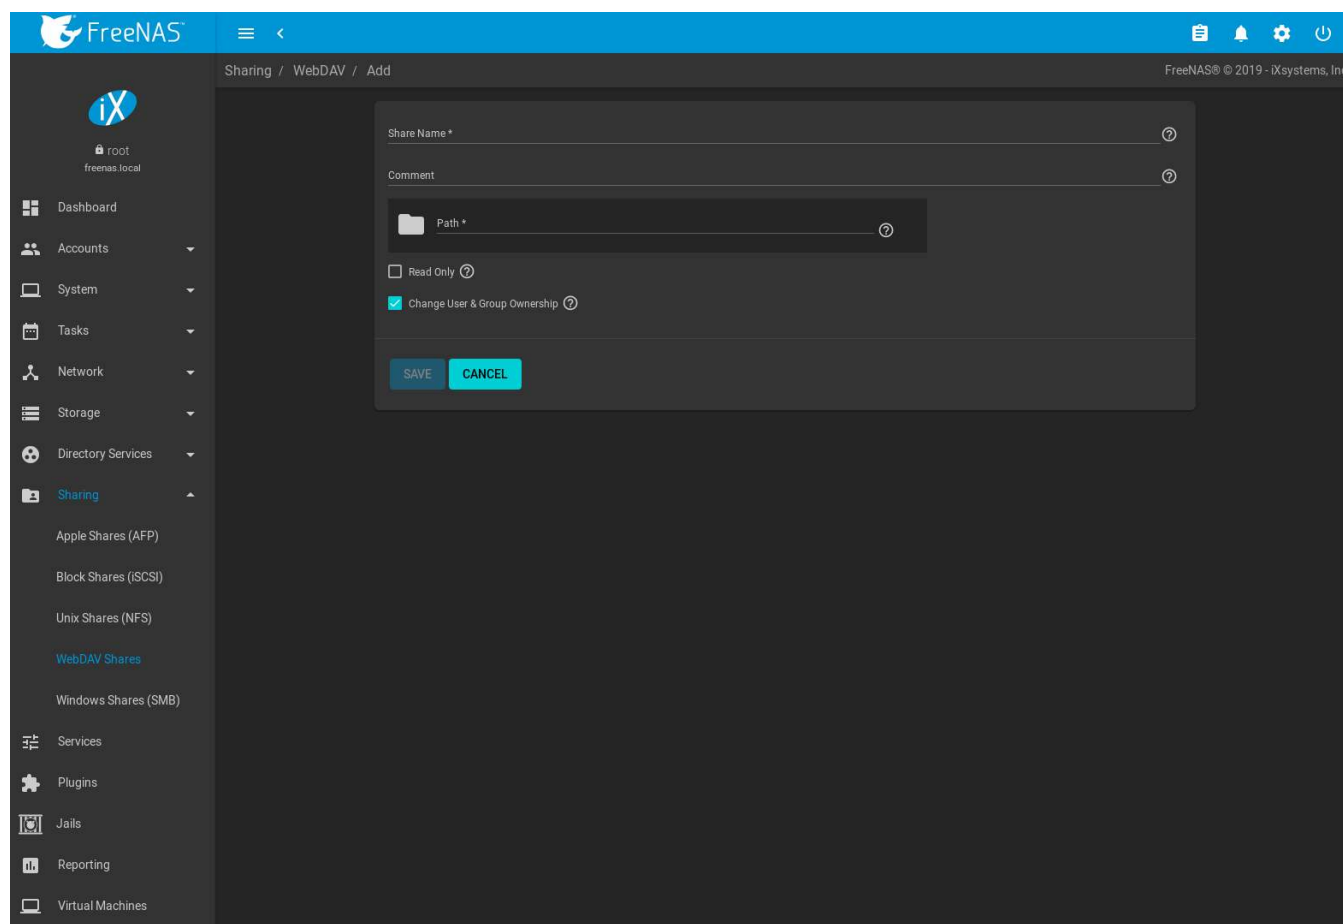 FreeNAS™
Sharing / WebDAV / Add
FreeNAS® © 2019 - iXsystems, Inc
iX
root
freenas.local
Share Name *
Comment
Path *
Read Only
Change User & Group Ownership
SAVE
CANCEL
Dashboard
Accounts
System
Tasks
Network
Storage
Directory Services
Sharing
Apple Shares (AFP)
Block Shares (iSCSI)
Unix Shares (NFS)
WebDAV Shares
Windows Shares (SMB)
Services
Plugins
Jails
Reporting
Virtual Machines